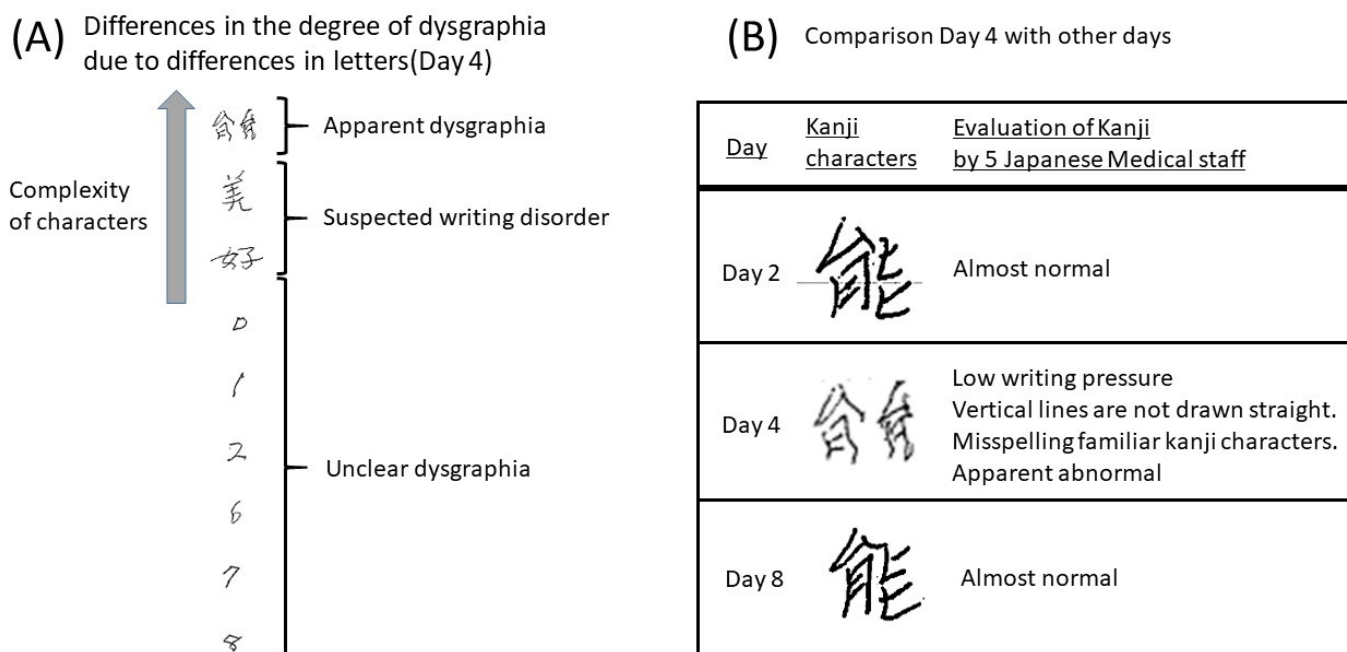 (A) Differences in the degree of dysgraphia
due to differences in letters(Day 4)
Apparent dysgraphia
Complexity
of characters
美
Suspected writing disorder
好
0
1
2
Unclear dysgraphia
6
7
8
(B) Comparison Day 4 with other days
Day
Kanji
characters
Evaluation of Kanji
by 5 Japanese Medical staff
Day 2
能
Almost normal
Day 4
Low writing pressure
Vertical lines are not drawn straight.
Misspelling familiar kanji characters.
Apparent abnormal
Day 8
能
Almost normal